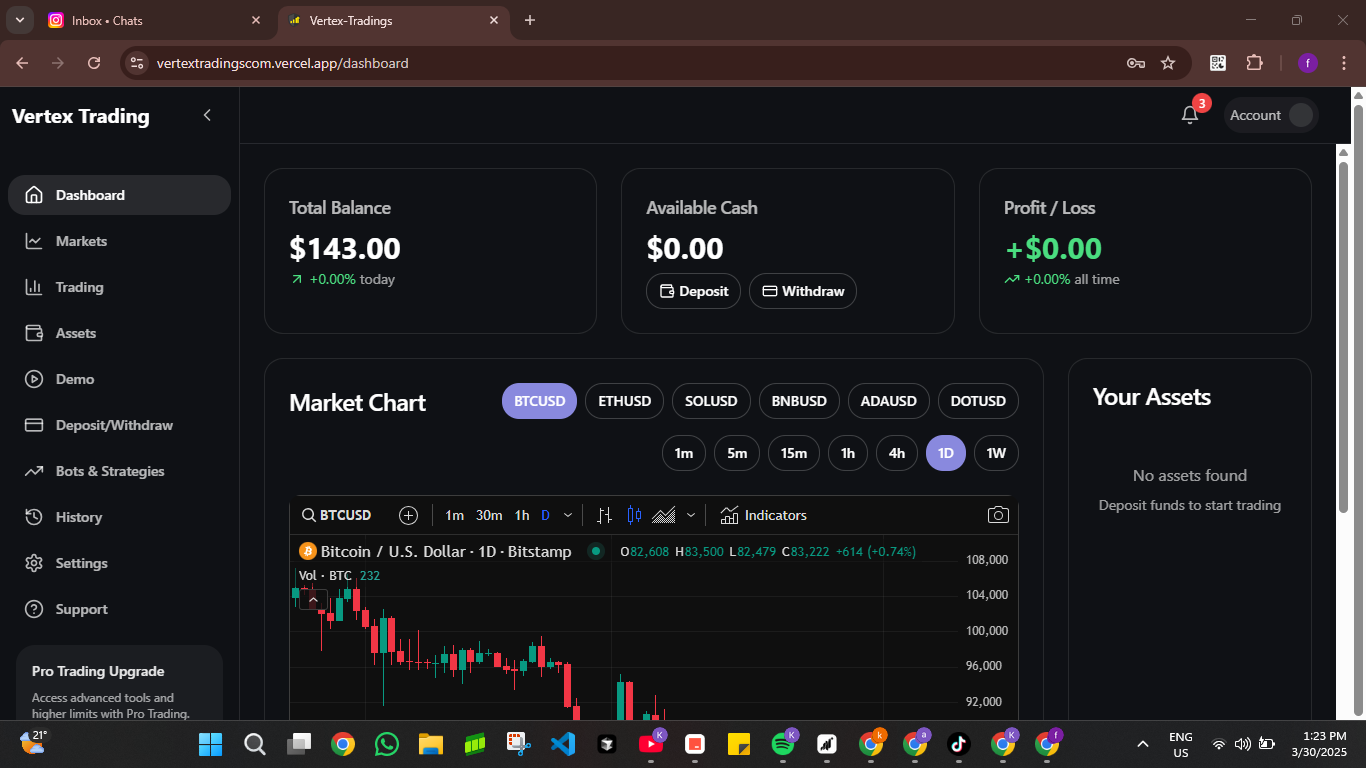 Inbox • Chats
Vertex-Tradings
vertextradingscom.vercel.app/dashboard
f
Vertex Trading
3
Account
Dashboard
Markets
Trading
Assets
Demo
Deposit/Withdraw
Bots & Strategies
History
Settings
Support
Pro Trading Upgrade
Access advanced tools and
higher limits with Pro Trading.
Total Balance
$143.00
+0.00% today
Available Cash
$0.00
Deposit
Withdraw
Profit / Loss
+$0.00
+0.00% all time
Market Chart
BTCUSD ETHUSD SOLUSD BNBUSD ADAUSD DOTUSD
1m 5m 15m 1h 4h 1D 1W
BTCUSD 1m 30m 1h D Indicators
Bitcoin / U.S. Dollar · 1D · Bitstamp O82,608 H83,500 L82,479 C83,222 +614 (+0.74%)
Vol · BTC 232
108,000
104,000
100,000
96,000
92,000
Your Assets
No assets found
Deposit funds to start trading
21°
K
K
k
a
K
f
ENG
US
1:23 PM
3/30/2025